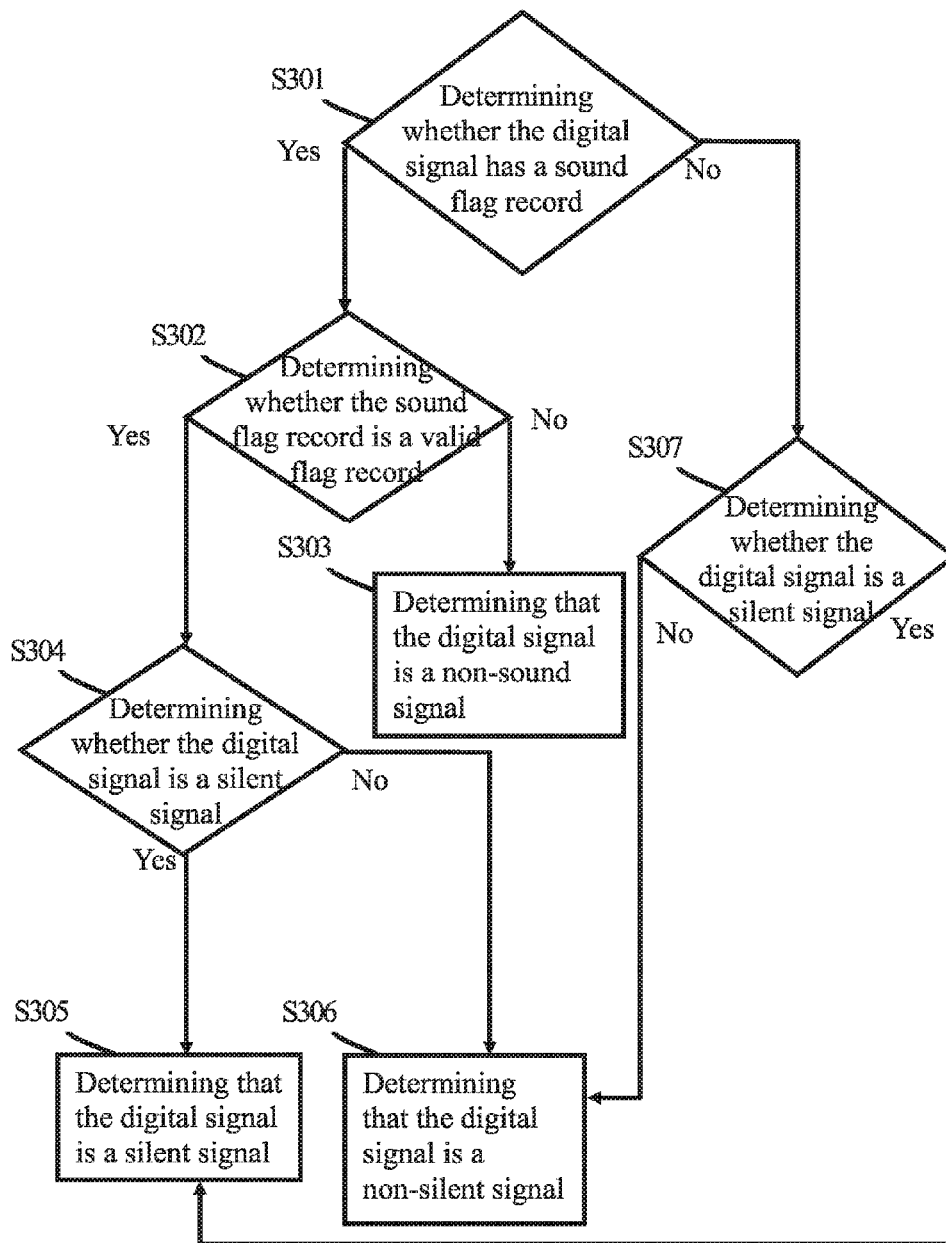 S301
Determining
whether the digital
signal has a sound
flag record
Yes
No
S302
Determining
whether the sound
flag record is a valid
flag record
Yes
No
S307
Determining
whether the
digital signal is a
silent signal
No
Yes
S303
Determining that
the digital signal
is a non-sound
signal
S304
Determining
whether the digital
signal is a silent
signal
No
Yes
S305
Determining that
the digital signal
is a silent signal
S306
Determining
that the digital
signal is a
non-silent signal